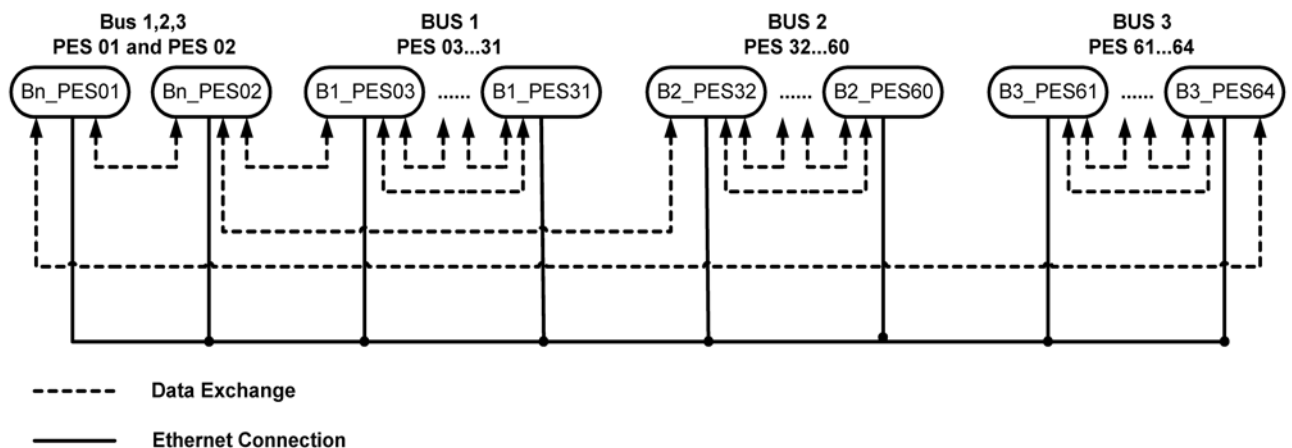 Bus 1,2,3
PES 01 and PES 02
BUS 1
PES 03...31
BUS 2
PES 32...60
BUS 3
PES 61...64
Bn_PES01
Bn_PES02
B1_PES03
......
B1_PES31
B2_PES32
......
B2_PES60
B3_PES61
......
B3_PES64
Data Exchange
Ethernet Connection